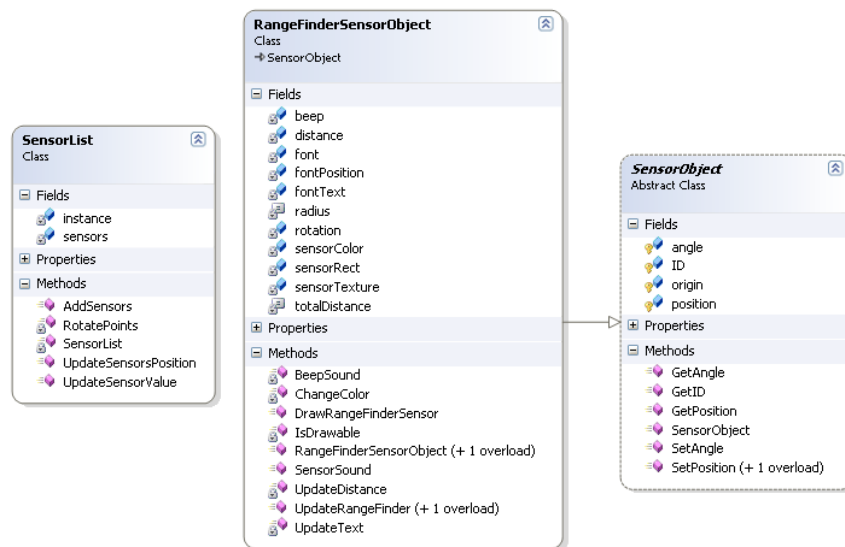 SensorList
Class
Fields
instance
sensors
Properties
Methods
AddSensors
RotatePoints
SensorList
UpdateSensorsPosition
UpdateSensorValue
RangeFinderSensorObject
Class
SensorObject
Fields
beep
distance
font
fontPosition
fontText
radius
rotation
sensorColor
sensorRect
sensorTexture
totalDistance
Properties
Methods
BeepSound
ChangeColor
DrawRangeFinderSensor
IsDrawable
RangeFinderSensorObject (+ 1 overload)
SensorSound
UpdateDistance
UpdateRangeFinder (+ 1 overload)
UpdateText
SensorObject
Abstract Class
Fields
angle
ID
origin
position
Properties
Methods
GetAngle
GetID
GetPosition
SensorObject
SetAngle
SetPosition (+ 1 overload)